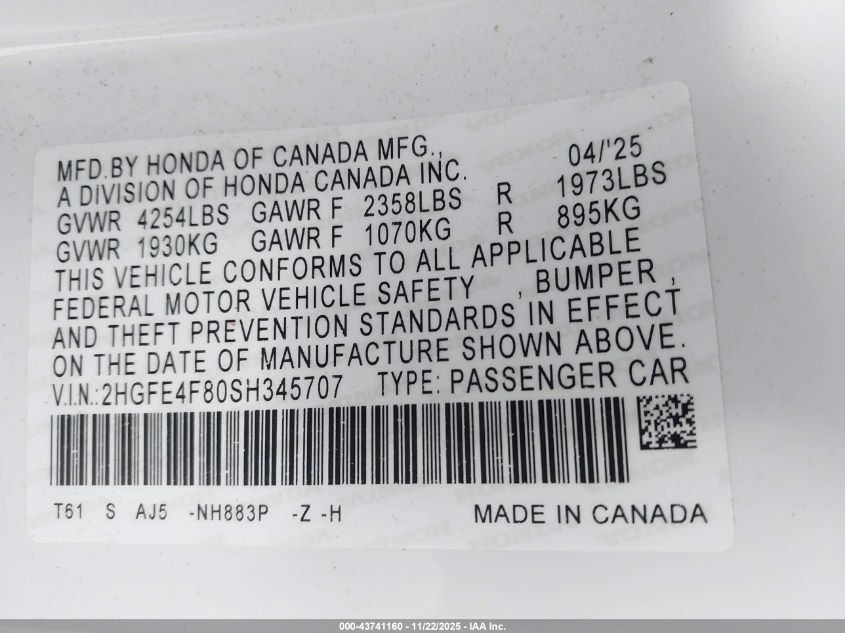 MFD.BY HONDA OF CANADA MFG., 04/'25
A DIVISION OF HONDA CANADA INC.
GVWR 4254LBS GAWR F 2358LBS R 1973LBS
GVWR 1930KG GAWR F 1070KG R 895KG
THIS VEHICLE CONFORMS TO ALL APPLICABLE
FEDERAL MOTOR VEHICLE SAFETY , BUMPER ,
AND THEFT PREVENTION STANDARDS IN EFFECT
ON THE DATE OF MANUFACTURE SHOWN ABOVE.
V.I.N.:2HGFE4F80SH345707 TYPE: PASSENGER CAR
T61 S AJ5 -NH883P -Z -H MADE IN CANADA
000-43741160 - 11/22/2025 - IAA Inc.